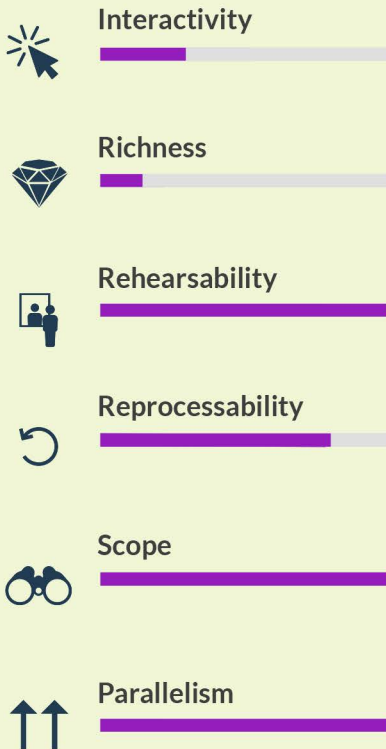 Interactivity
Richness
Rehearsability
Reprocessability
Scope
Parallelism